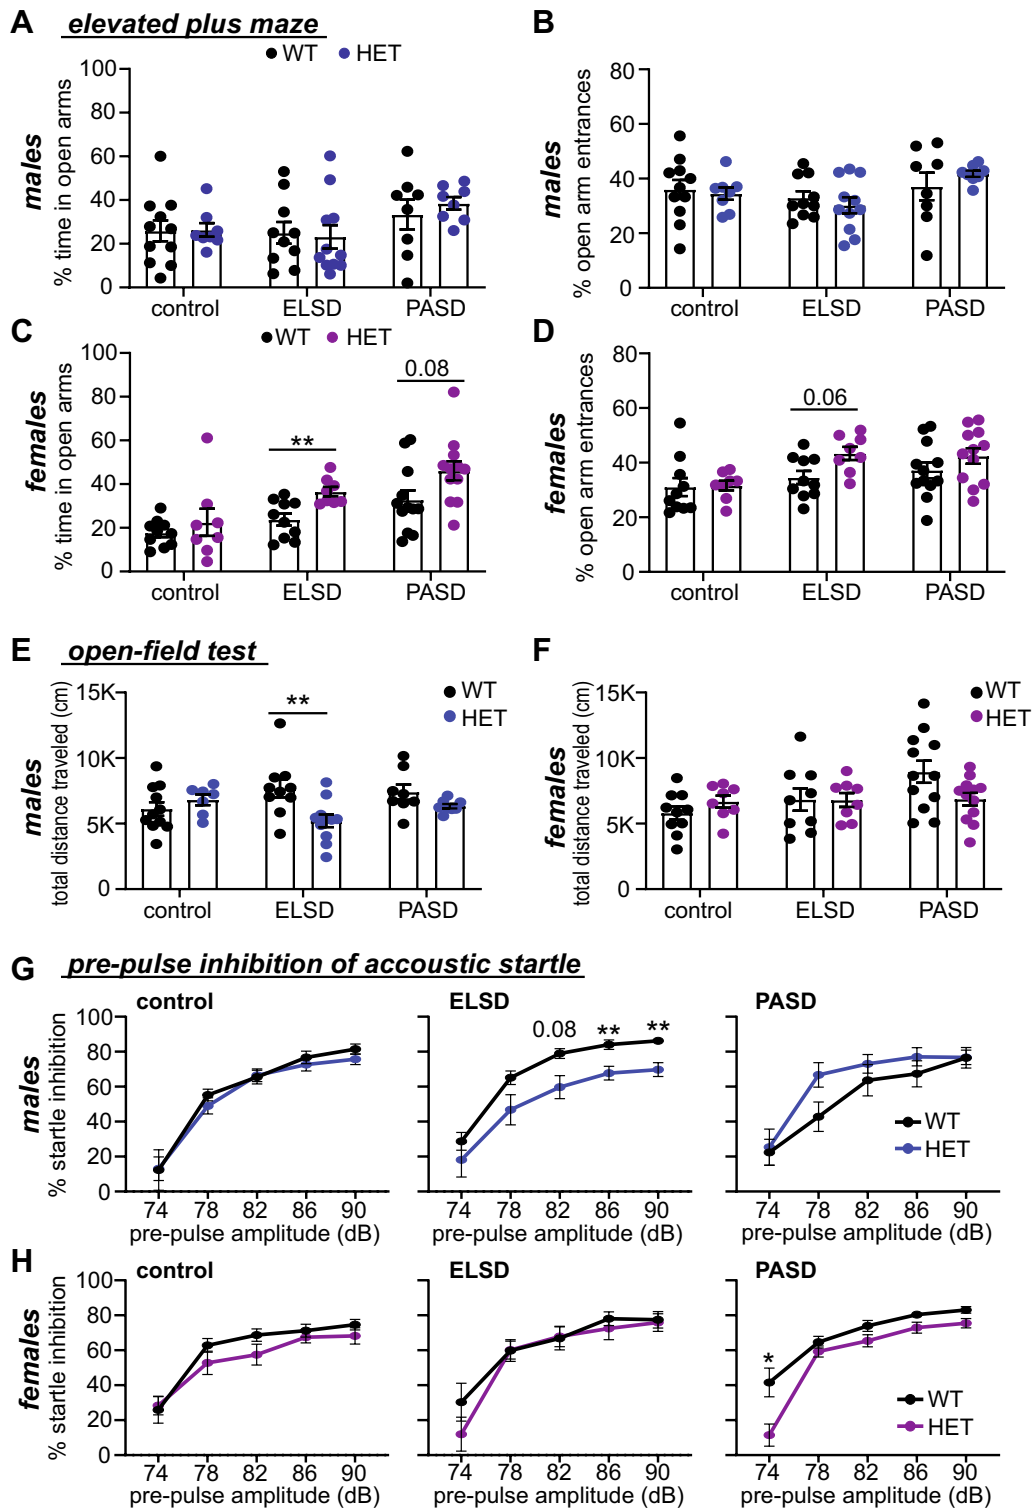 A elevated plus maze
WT HET
males
% time in open arms
100
80
60
40
20
0
control ELSD PASD
B
males
% open arm entrances
80
60
40
20
0
control ELSD PASD
C
WT HET
females
% time in open arms
100
80
60
40
20
0
** 0.08
control ELSD PASD
D
females
% open arm entrances
80
60
40
20
0
0.06
control ELSD PASD
E open-field test
males
total distance traveled (cm)
15K
10K
5K
0
**
WT
HET
control ELSD PASD
F
females
total distance traveled (cm)
15K
10K
5K
0
WT
HET
control ELSD PASD
G pre-pulse inhibition of accoustic startle
males
% startle inhibition
control
100
80
60
40
20
0
74 78 82 86 90
pre-pulse amplitude (dB)
ELSD
0.08 ** **
74 78 82 86 90
pre-pulse amplitude (dB)
PASD
WT
HET
74 78 82 86 90
pre-pulse amplitude (dB)
H
females
% startle inhibition
control
100
80
60
40
20
0
74 78 82 86 90
pre-pulse amplitude (dB)
ELSD
74 78 82 86 90
pre-pulse amplitude (dB)
PASD
*
WT
HET
74 78 82 86 90
pre-pulse amplitude (dB)